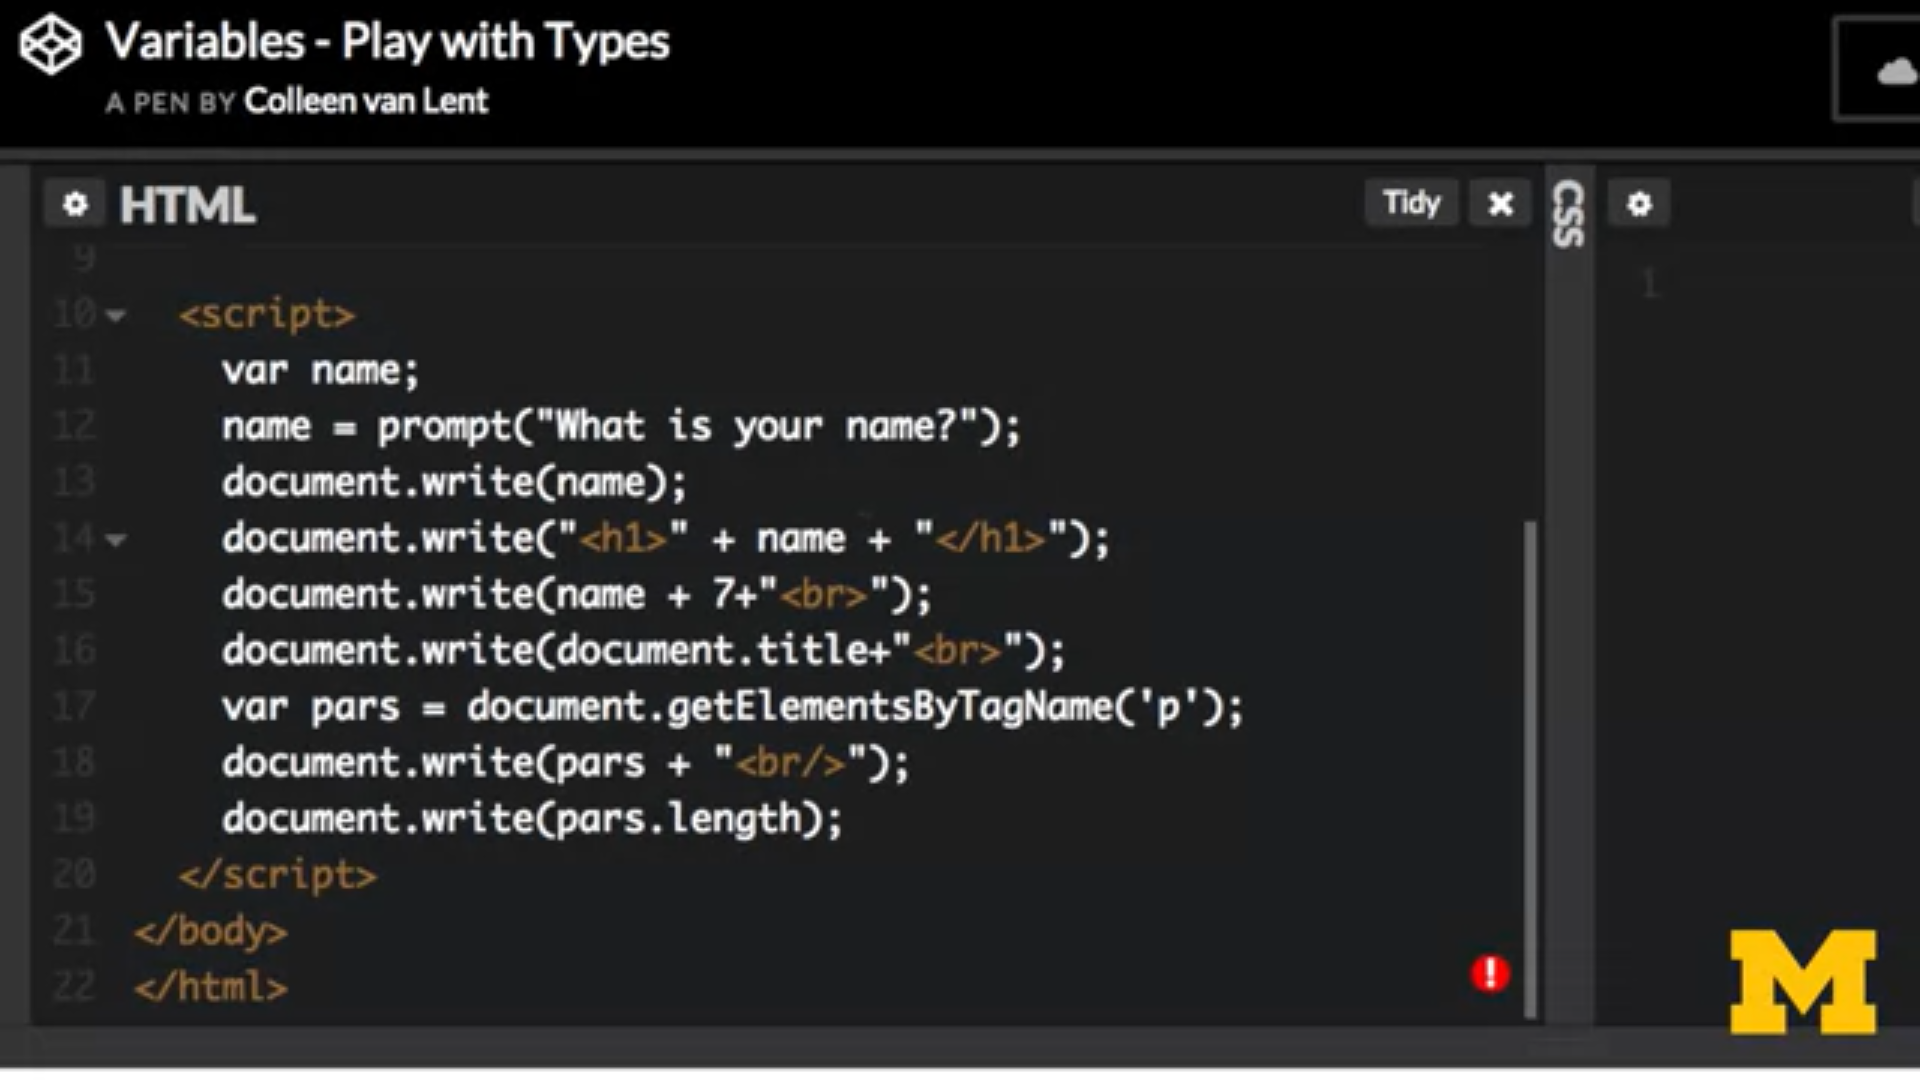 Variables - Play with Types
A PEN BY Colleen van Lent
HTML
Tidy
CSS
9
1
10 <script>
11 var name;
12 name = prompt("What is your name?");
13 document.write(name);
14 document.write("<h1>" + name + "</h1>");
15 document.write(name + 7+"<br>");
16 document.write(document.title+"<br>");
17 var pars = document.getElementsByTagName('p');
18 document.write(pars + "<br/>");
19 document.write(pars.length);
20 </script>
21 </body>
22 </html>
M